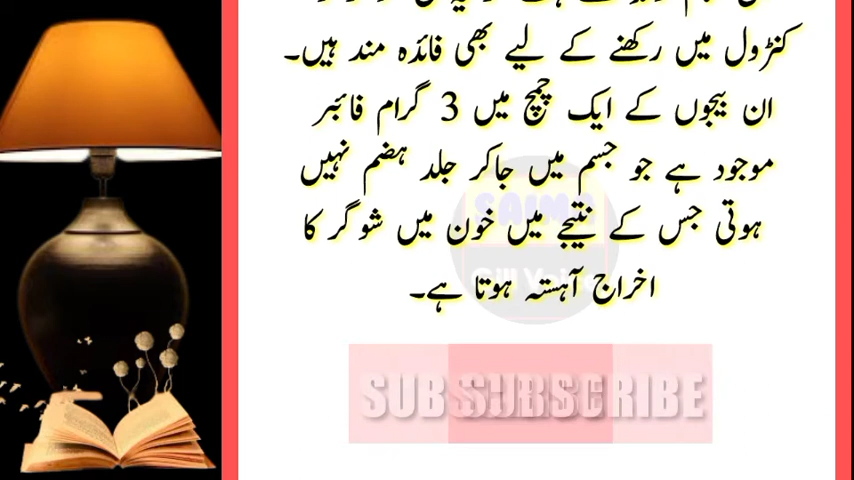 کنڑول میں رکھنے کے لیے بھی فائدہ مند ہیں۔
ان بیجوں کے ایک چمچ میں 3 گرام فائبر
موجود ہے جو جسم میں جاکر جلد ہضم نہیں
ہوتی جس کے نتیجے میں خون میں شوگر کا
اخراج آہستہ ہوتا ہے۔
SUBSCRIBE